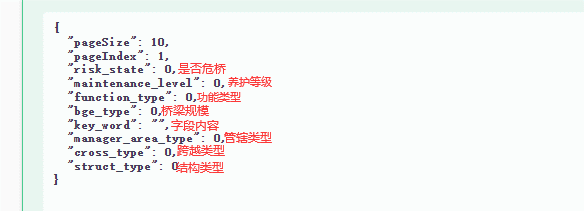 {
"pageSize": 10,
"pageIndex": 1,
"risk_state": 0,是否危桥
"maintenance_level": 0,养护等级
"function_type": 0,功能类型
"bge_type": 0,桥梁规模
"key_word": "",字段内容
"manager_area_type": 0,管辖类型
"cross_type": 0,跨越类型
"struct_type": 0结构类型
}